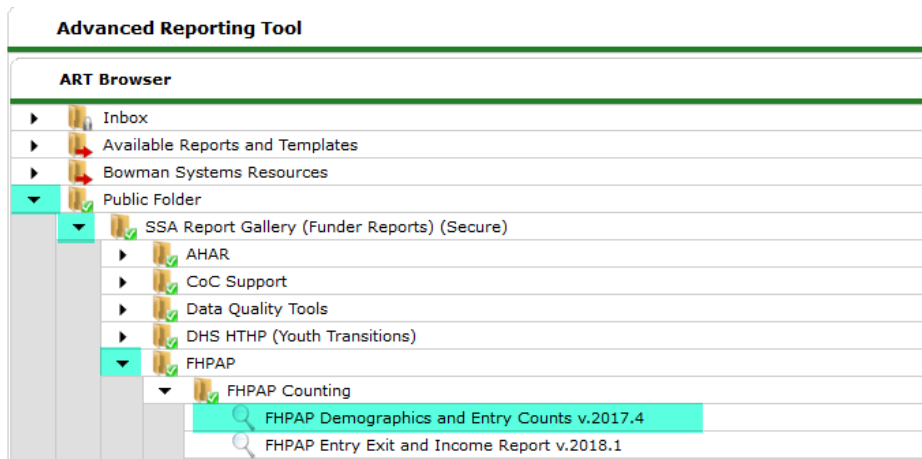 Advanced Reporting Tool
ART Browser
Inbox
Available Reports and Templates
Bowman Systems Resources
Public Folder
SSA Report Gallery (Funder Reports) (Secure)
AHAR
CoC Support
Data Quality Tools
DHS HTHP (Youth Transitions)
FHPAP
FHPAP Counting
FHPAP Demographics and Entry Counts v.2017.4
FHPAP Entry Exit and Income Report v.2018.1